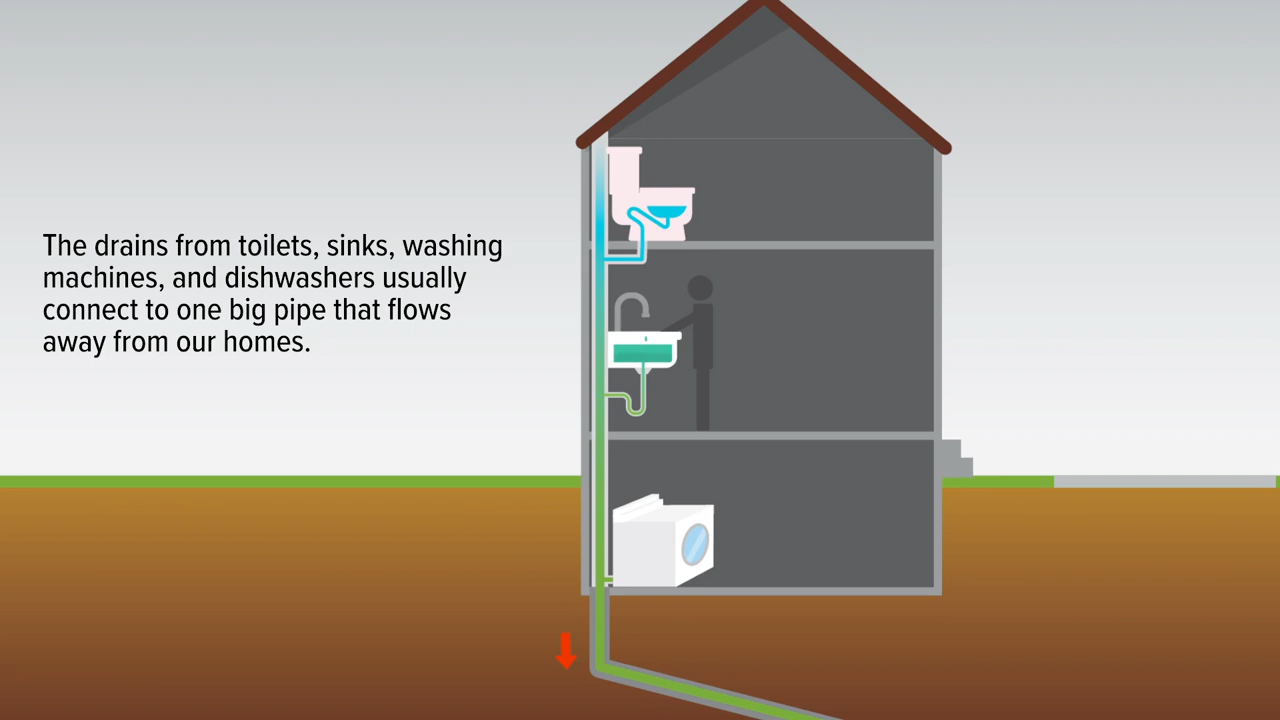 The drains from toilets, sinks, washing
machines, and dishwashers usually
connect to one big pipe that flows
away from our homes.